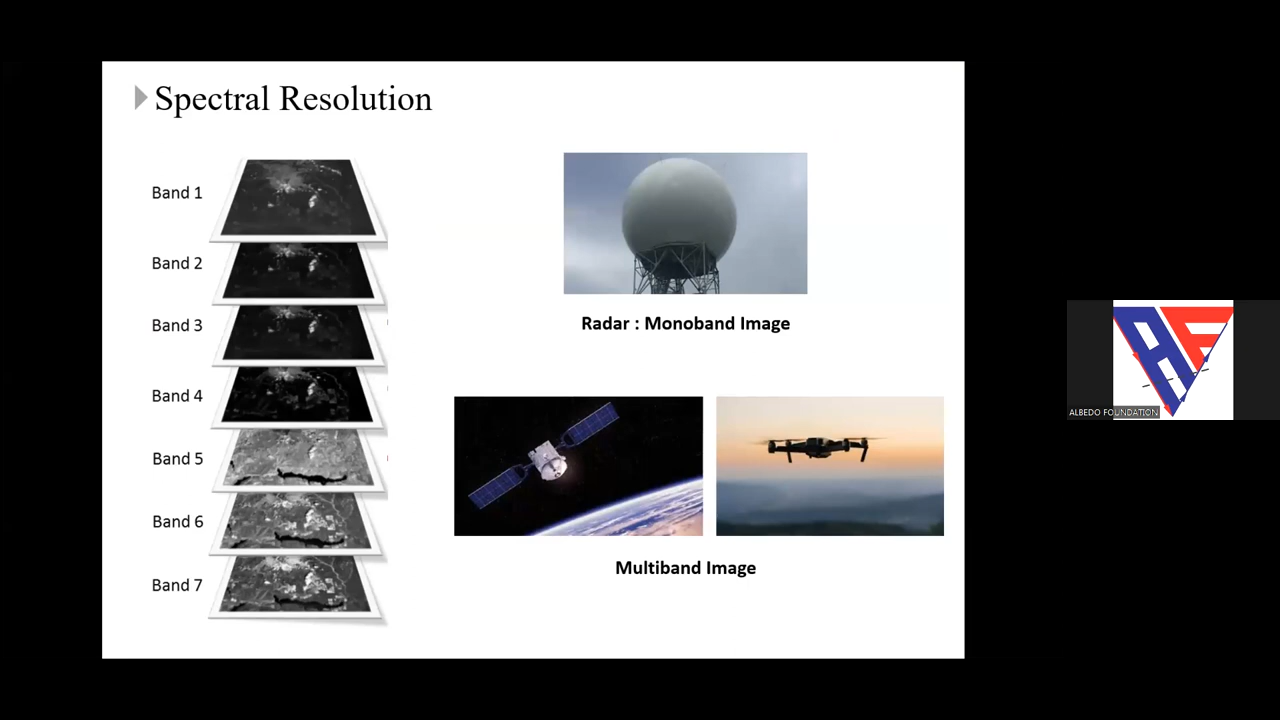 Spectral Resolution
Band 1
Band 2
Band 3
Band 4
Band 5
Band 6
Band 7
Radar : Monoband Image
Multiband Image
AF
ALBEDO FOUNDATION